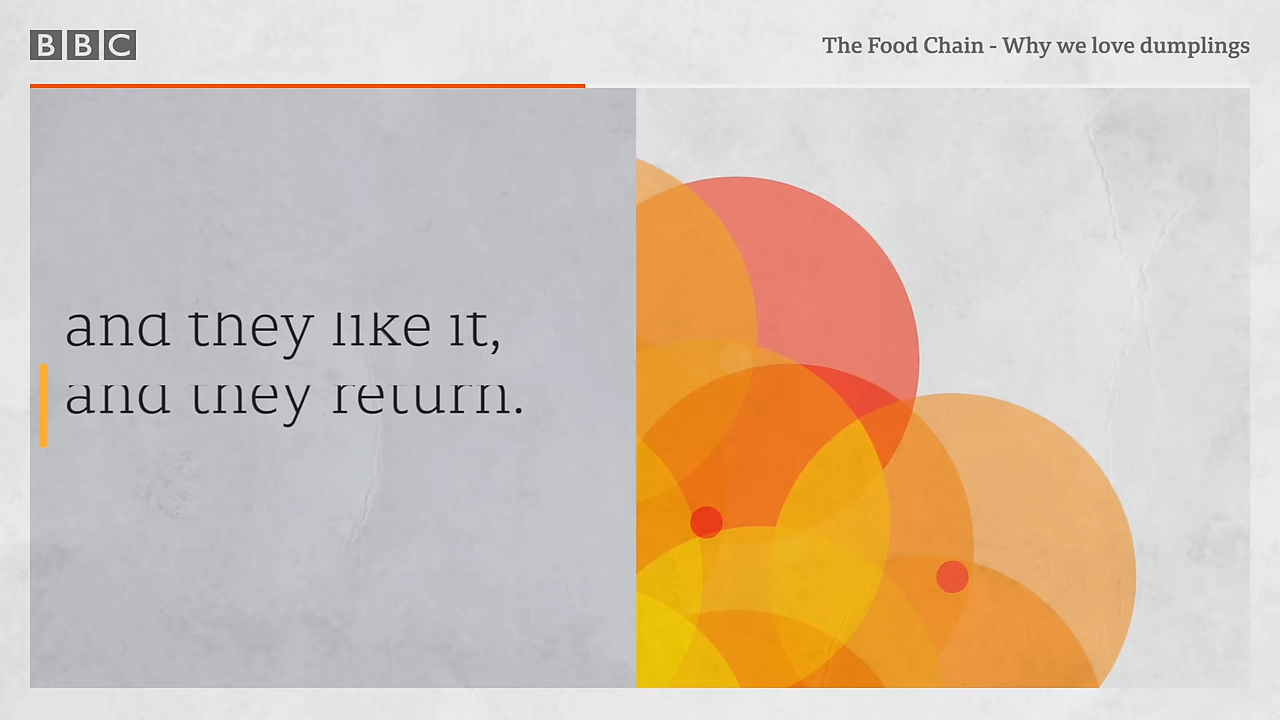 BBC
The Food Chain - Why we love dumplings
and they like it,
and they return.